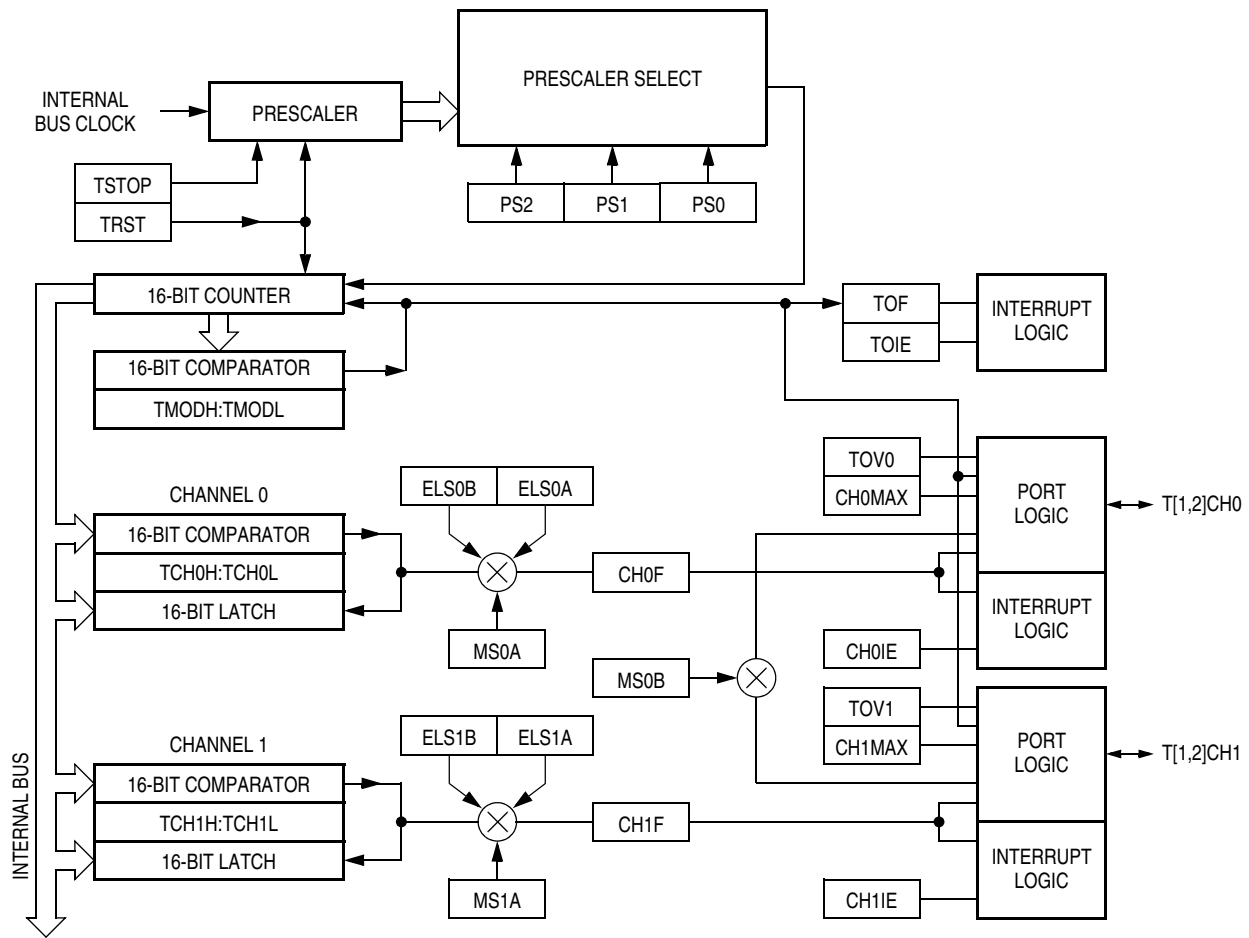 PRESCALER SELECT
INTERNAL
BUS CLOCK
PRESCALER
TSTOP
TRST
PS2
PS1
PS0
16-BIT COUNTER
TOF
TOIE
INTERRUPT
LOGIC
16-BIT COMPARATOR
TMODH:TMODL
TOV0
CH0MAX
PORT
LOGIC
T[1,2]CH0
CHANNEL 0
ELS0B
ELS0A
16-BIT COMPARATOR
TCH0H:TCH0L
16-BIT LATCH
CH0F
MS0A
INTERRUPT
LOGIC
CH0IE
MS0B
TOV1
CH1MAX
PORT
LOGIC
T[1,2]CH1
CHANNEL 1
ELS1B
ELS1A
16-BIT COMPARATOR
TCH1H:TCH1L
16-BIT LATCH
CH1F
MS1A
INTERRUPT
LOGIC
CH1IE
INTERNAL BUS